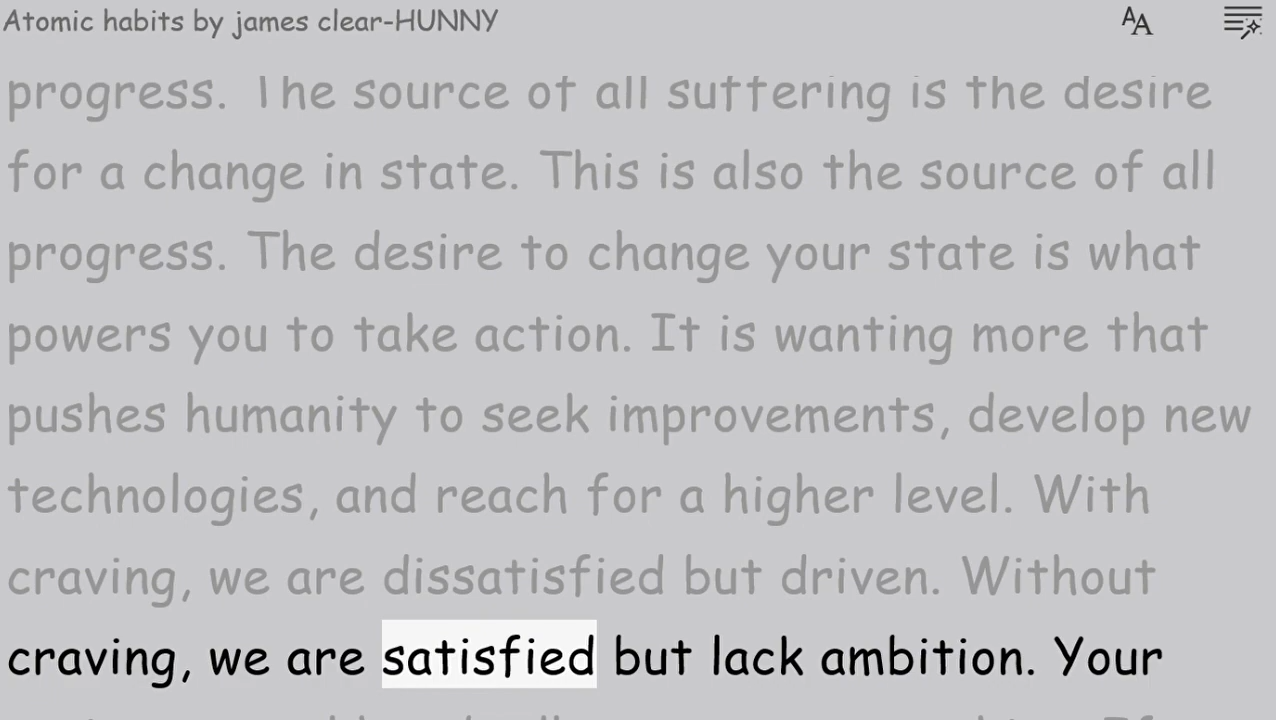 Atomic habits by james clear-HUNNY
AA
progress. The source of all suffering is the desire
for a change in state. This is also the source of all
progress. The desire to change your state is what
powers you to take action. It is wanting more that
pushes humanity to seek improvements, develop new
technologies, and reach for a higher level. With
craving, we are dissatisfied but driven. Without
craving, we are satisfied but lack ambition. Your